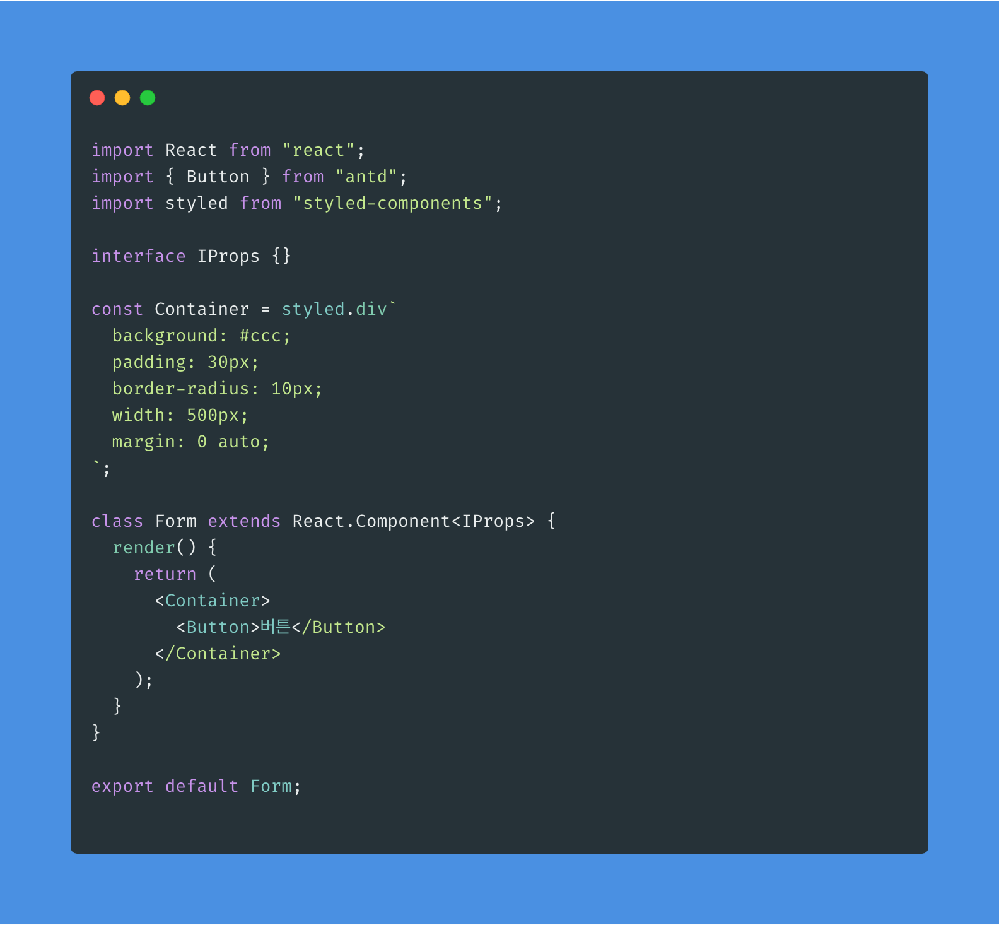 import React from "react";
import { Button } from "antd";
import styled from "styled-components";

interface IProps {}

const Container = styled.div`
  background: #ccc;
  padding: 30px;
  border-radius: 10px;
  width: 500px;
  margin: 0 auto;
`;

class Form extends React.Component<IProps> {
  render() {
    return (
      <Container>
        <Button>버튼</Button>
      </Container>
    );
  }
}

export default Form;